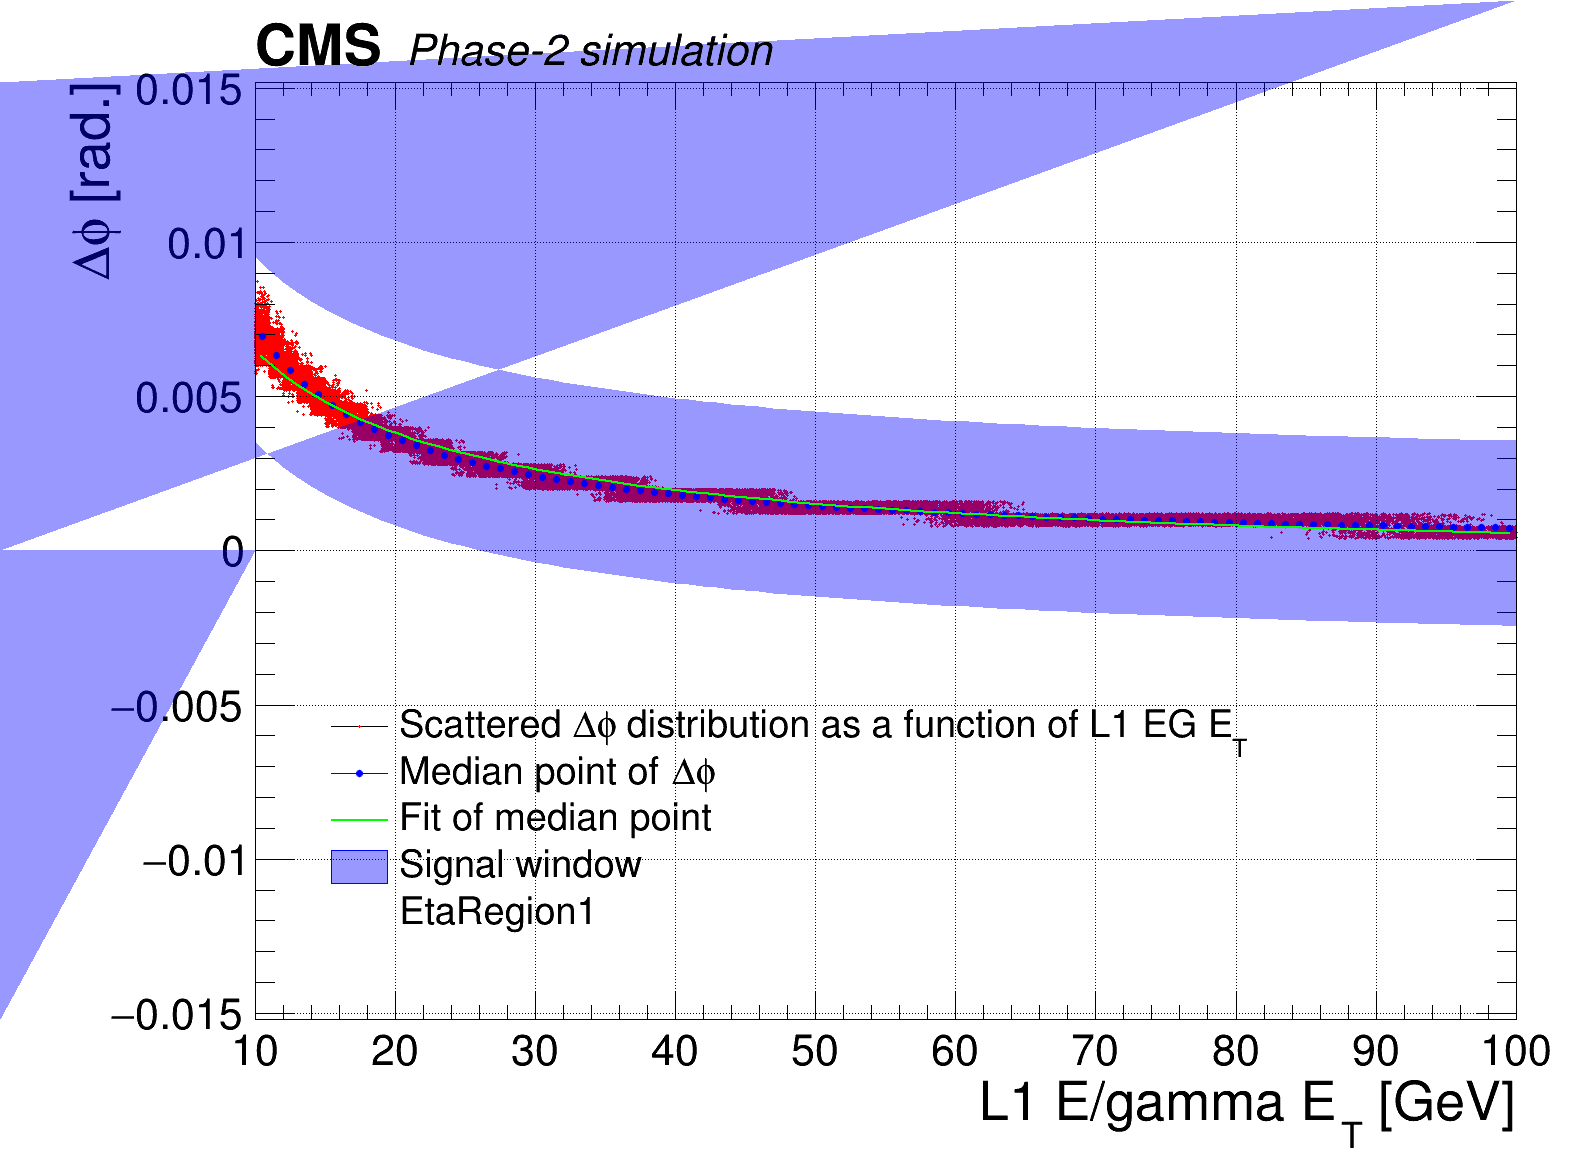 CMS Phase-2 simulation
Δϕ [rad.]
0.015
0.01
0.005
0
−0.005
−0.01
−0.015
Scattered Δϕ distribution as a function of L1 EG E_T
Median point of Δϕ
Fit of median point
Signal window
EtaRegion1
10 20 30 40 50 60 70 80 90 100
L1 E/gamma E_T [GeV]